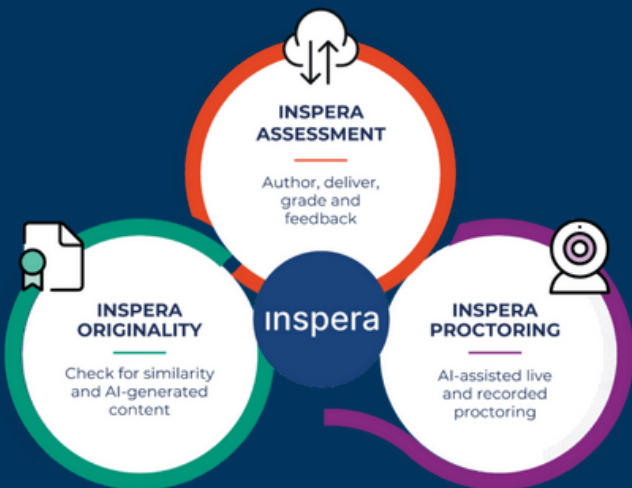 INSPERA
ASSESSMENT
Author, deliver,
grade and
feedback
INSPERA
ORIGINALITY
Check for similarity
and AI-generated
content
inspera
INSPERA
PROCTORING
AI-assisted live
and recorded
proctoring